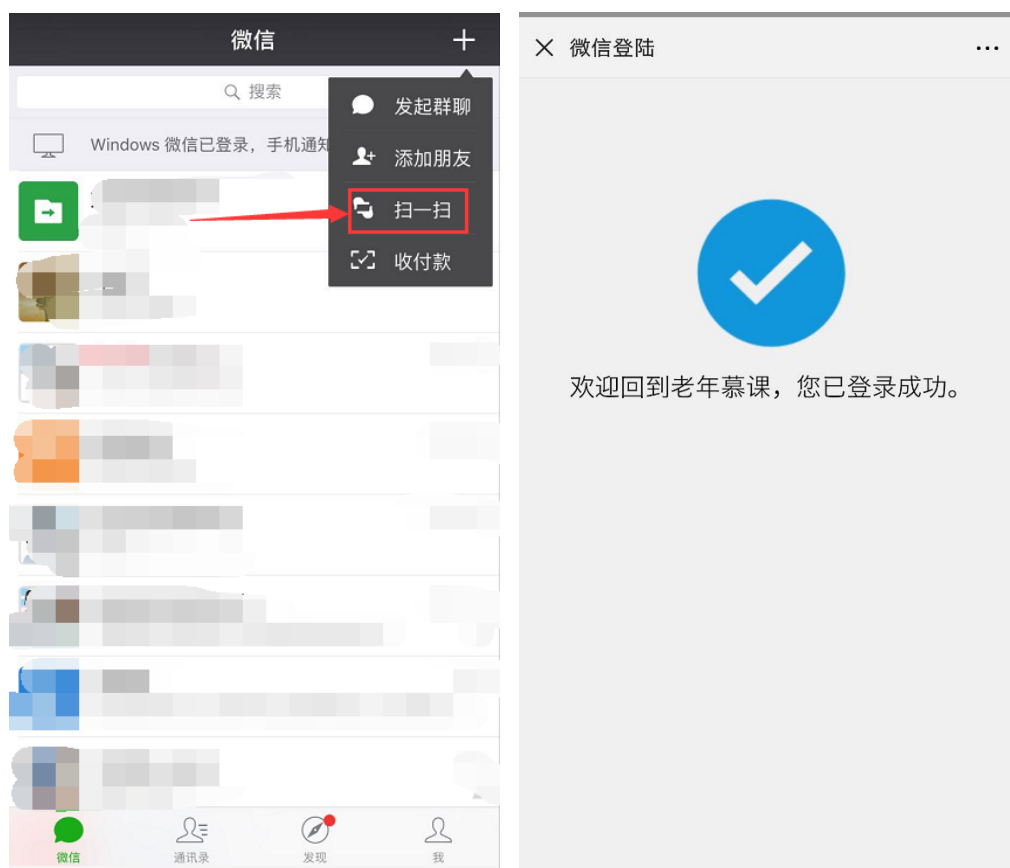 微信
搜索
发起群聊
Windows 微信已登录，手机通知
添加朋友
扫一扫
收付款
微信
通讯录
发现
我
微信登陆
欢迎回到老年慕课，您已登录成功。